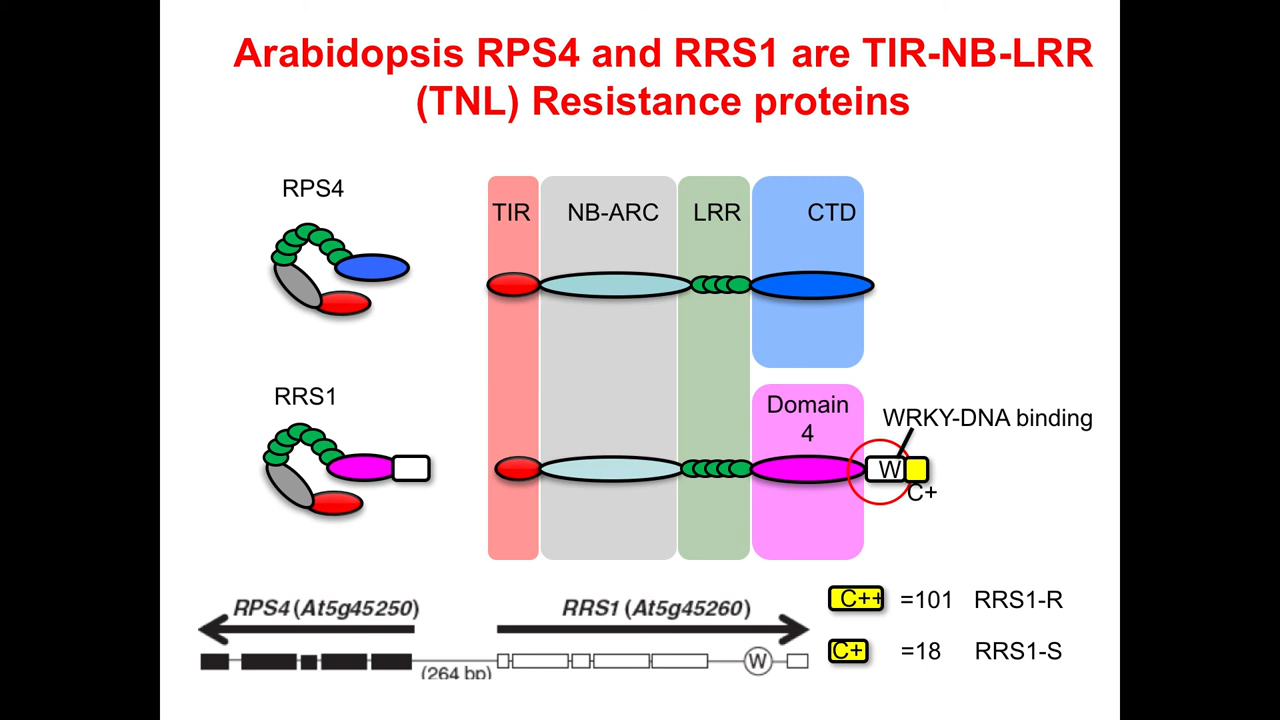 Arabidopsis RPS4 and RRS1 are TIR-NB-LRR
(TNL) Resistance proteins
RPS4
TIR
NB-ARC
LRR
CTD
RRS1
Domain
4
WRKY-DNA binding
W
C+
RPS4 (At5g45250)
RRS1 (At5g45260)
(264 bp)
W
C++ =101 RRS1-R
C+ =18 RRS1-S